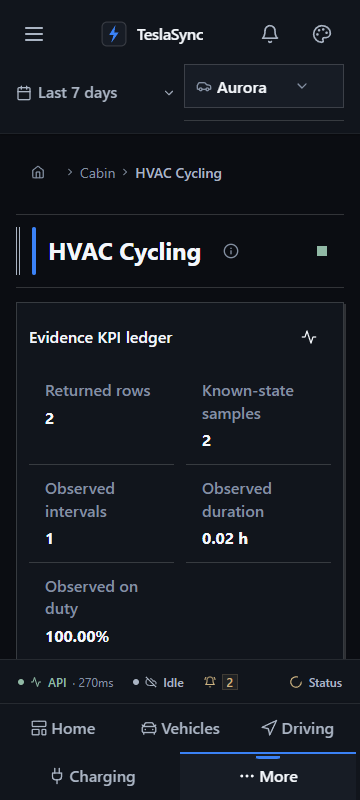 TeslaSync
Last 7 days
Aurora
Cabin
HVAC Cycling
HVAC Cycling
Evidence KPI ledger
Returned rows
2
Known-state
samples
2
Observed
intervals
1
Observed
duration
0.02 h
Observed on
duty
100.00%
API · 270ms
Idle
2
Status
Home
Vehicles
Driving
Charging
More